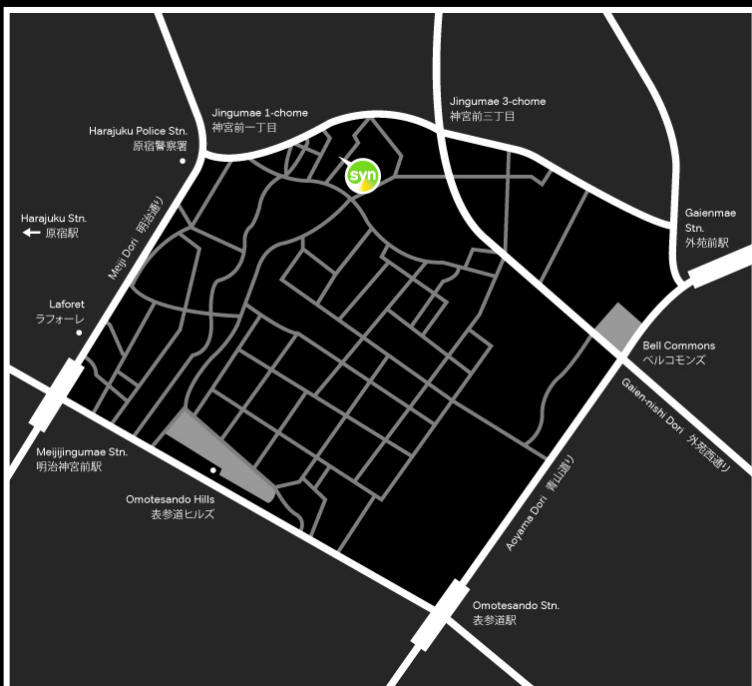 Jingumae 1-chome
神宮前一丁目
Jingumae 3-chome
神宮前三丁目
Harajuku Police Stn.
原宿警察署
syn
Harajuku Stn.
← 原宿駅
Gaienmae
Stn.
外苑前駅
Meiji Dori 明治通り
Laforet
ラフォーレ
Bell Commons
ベルコモンズ
Gaien-nishi Dori 外苑西通り
Meijijingumae Stn.
明治神宮前駅
Aoyama Dori 青山通り
Omotesando Hills
表参道ヒルズ
Omotesando Stn.
表参道駅